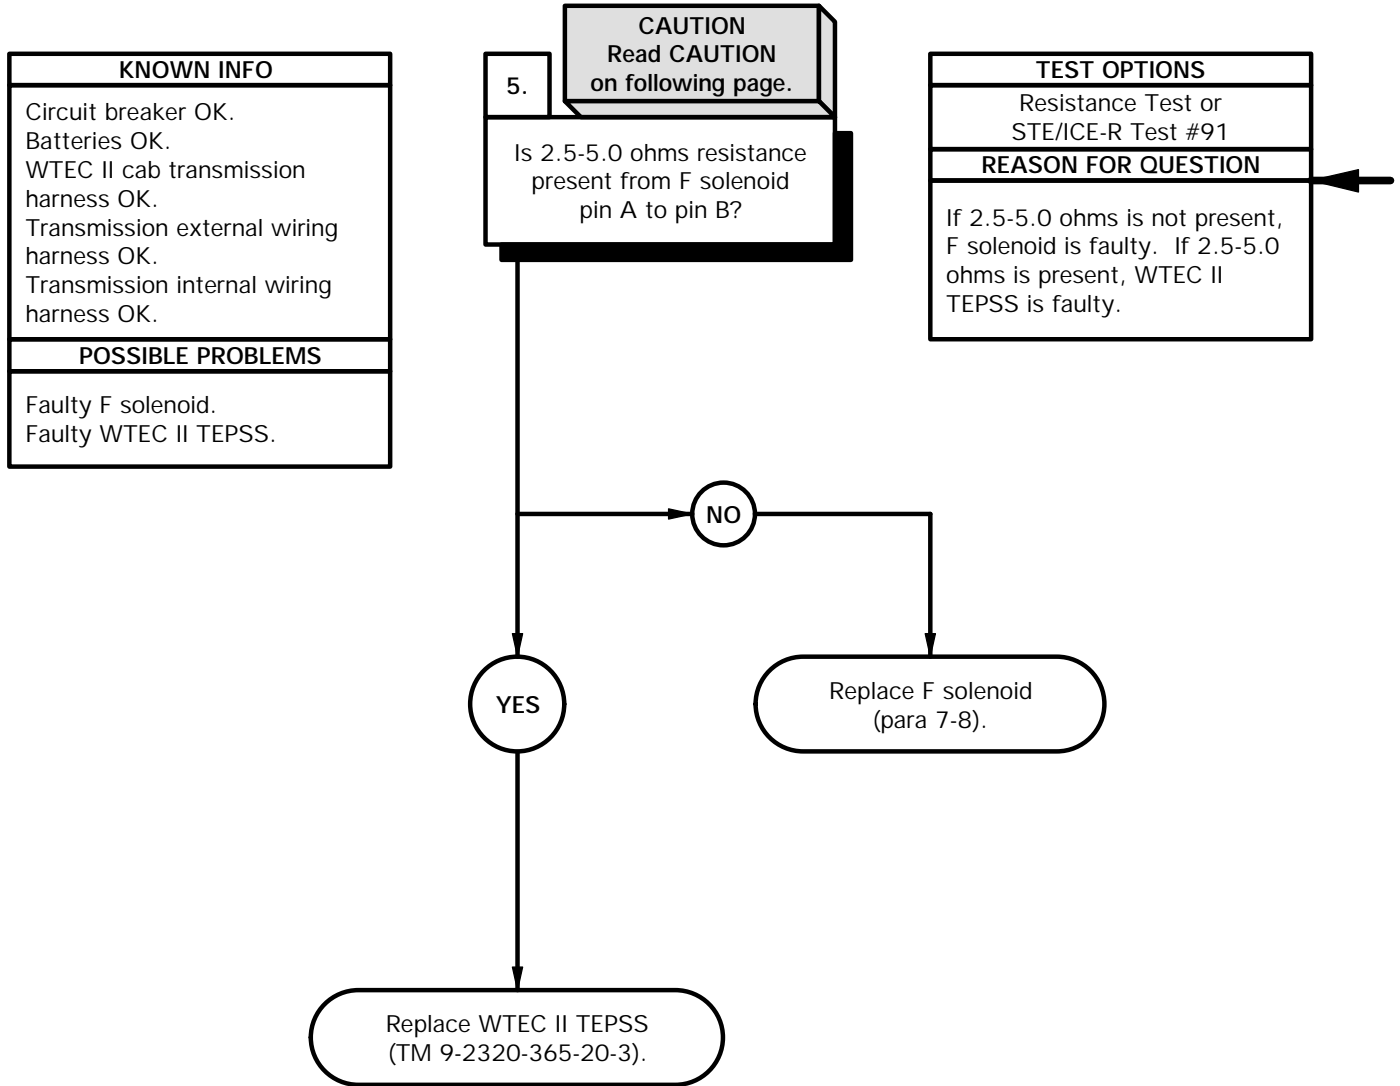 KNOWN INFO
Circuit breaker OK.
Batteries OK.
WTEC II cab transmission
harness OK.
Transmission external wiring
harness OK.
Transmission internal wiring
harness OK.
POSSIBLE PROBLEMS
Faulty F solenoid.
Faulty WTEC II TEPSS.
CAUTION
Read CAUTION
on following page.
5.
Is 2.5-5.0 ohms resistance
present from F solenoid
pin A to pin B?
TEST OPTIONS
Resistance Test or
STE/ICE-R Test #91
REASON FOR QUESTION
If 2.5-5.0 ohms is not present,
F solenoid is faulty.  If 2.5-5.0
ohms is present, WTEC II
TEPSS is faulty.
NO
YES
Replace F solenoid
(para 7-8).
Replace WTEC II TEPSS
(TM 9-2320-365-20-3).